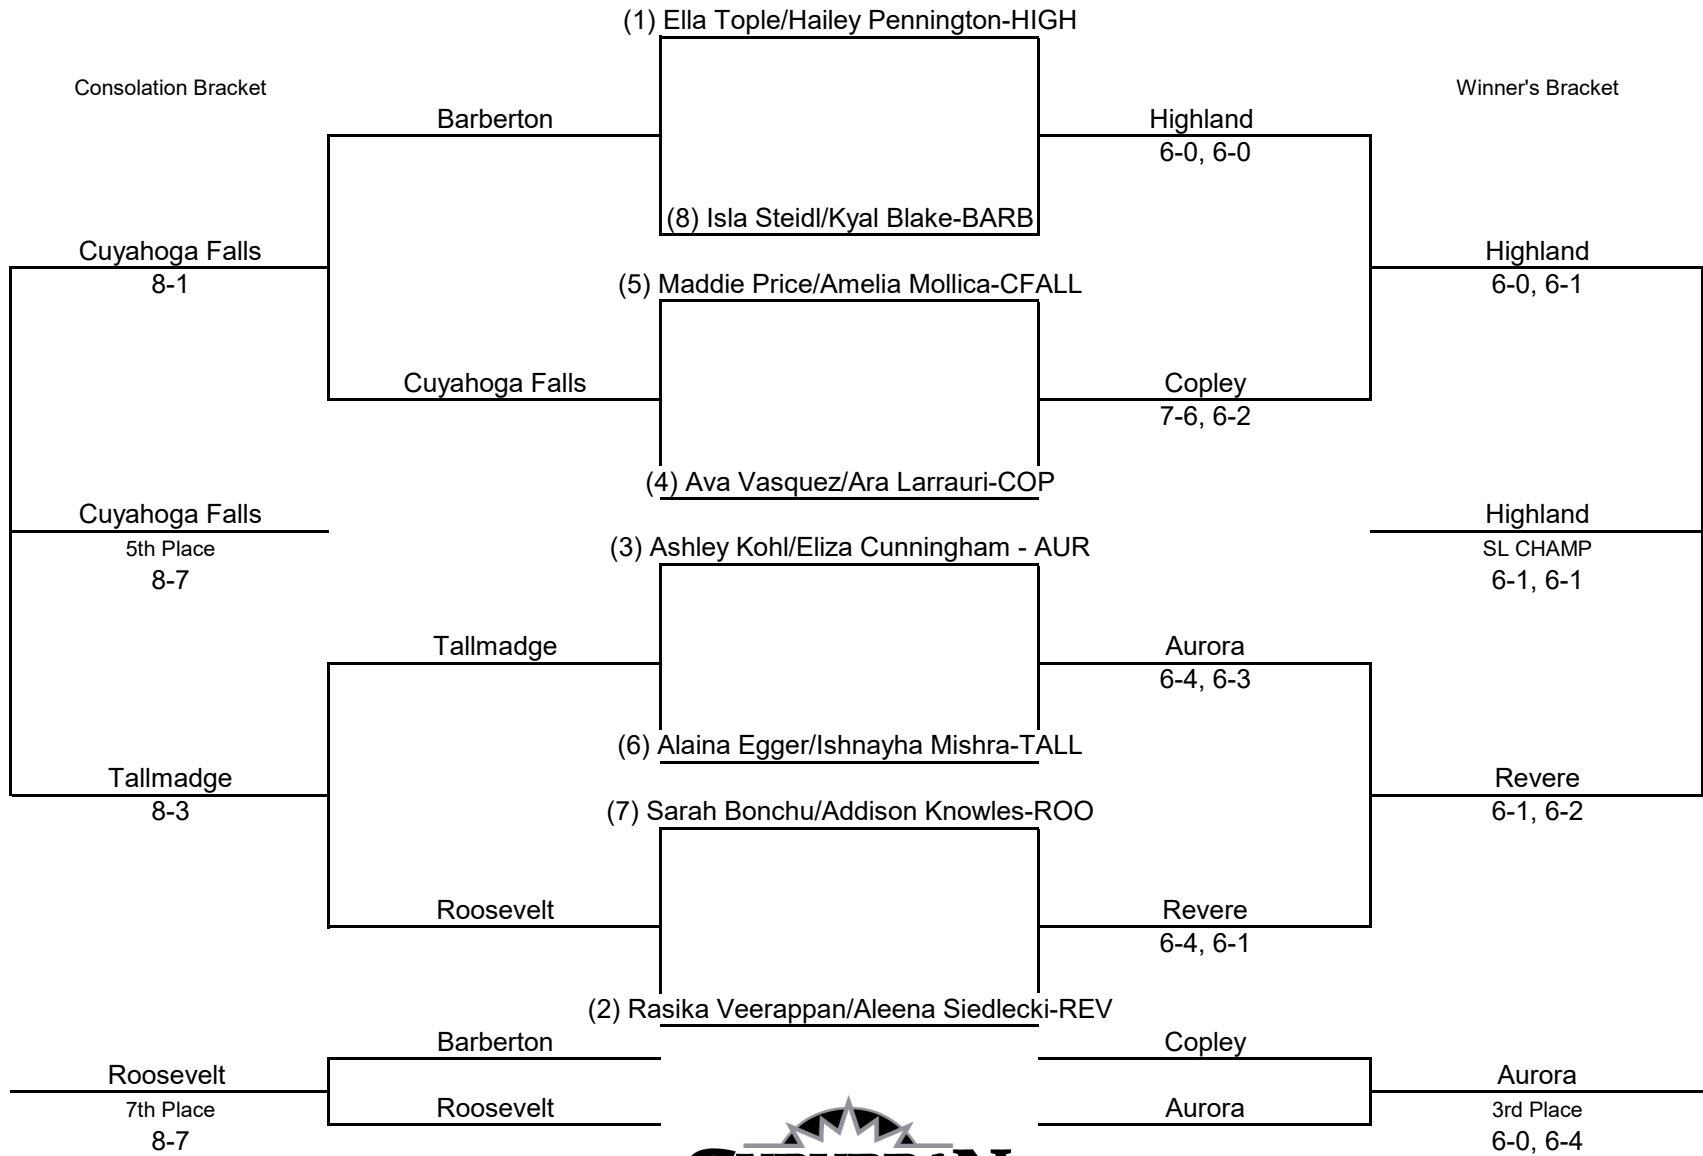 (1) Ella Tople/Hailey Pennington-HIGH
Consolation Bracket
Winner's Bracket
Barberton
Highland
6-0, 6-0
(8) Isla Steidl/Kyal Blake-BARB
Cuyahoga Falls
8-1
Highland
6-0, 6-1
(5) Maddie Price/Amelia Mollica-CFALL
Cuyahoga Falls
Copley
7-6, 6-2
(4) Ava Vasquez/Ara Larrauri-COP
Cuyahoga Falls
5th Place
8-7
Highland
SL CHAMP
6-1, 6-1
(3) Ashley Kohl/Eliza Cunningham - AUR
Tallmadge
Aurora
6-4, 6-3
(6) Alaina Egger/Ishnayha Mishra-TALL
Tallmadge
8-3
Revere
6-1, 6-2
(7) Sarah Bonchu/Addison Knowles-ROO
Roosevelt
Revere
6-4, 6-1
(2) Rasika Veerappan/Aleena Siedlecki-REV
Barberton
Copley
Roosevelt
7th Place
8-7
Aurora
3rd Place
6-0, 6-4
Roosevelt
Aurora
SUBURBAN